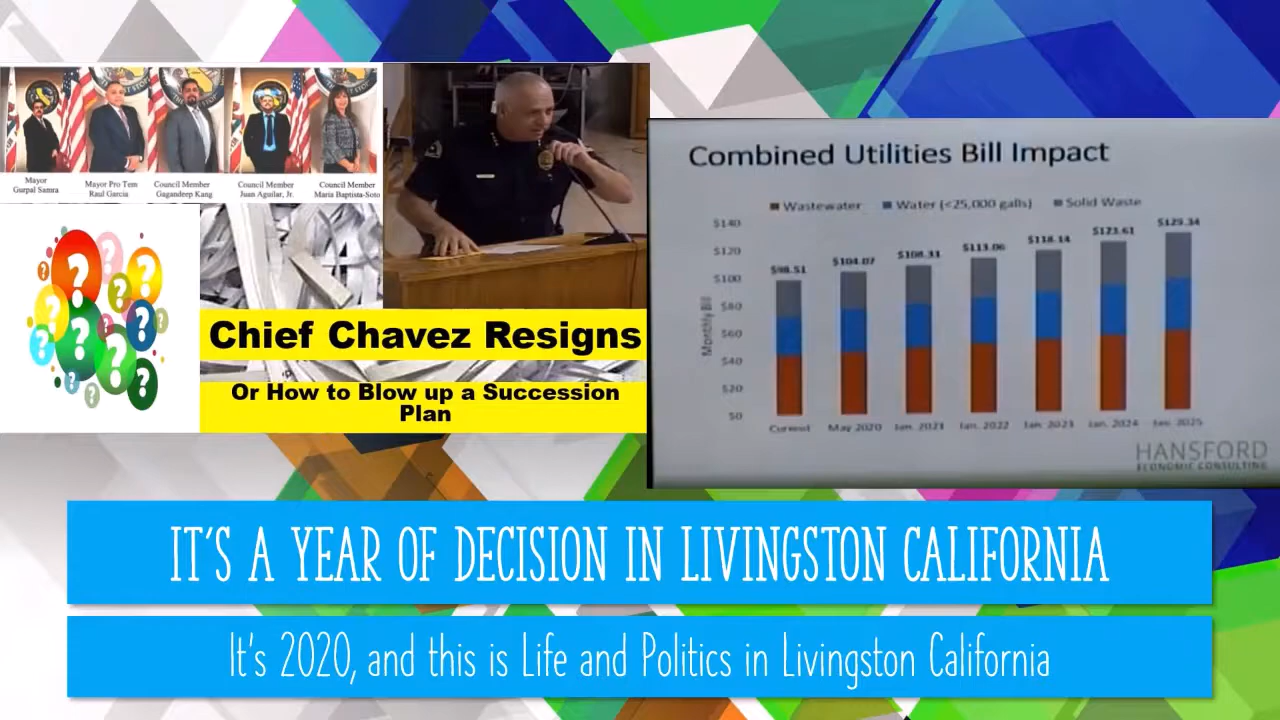 Mayor
Gurpal Samra
Mayor Pro Tem
Raul Garcia
Council Member
Gagandeep Kang
Council Member
Juan Aguilar, Jr.
Council Member
Maria Baptista-Soto
? ? ? ? ? ? ? ? ? ? ? ?
Chief Chavez Resigns
Or How to Blow up a Succession
Plan
Combined Utilities Bill Impact
Wastewater Water (<25,000 galls) Solid Waste
Monthly Bill
$140
$120
$100
$80
$60
$40
$20
$0
$98.51 $104.07 $108.33 $113.06 $118.14 $123.61 $129.34
Current May 2020 Jan. 2021 Jan. 2022 Jan. 2023 Jan. 2024 Jan. 2025
HANSFORD
ECONOMIC CONSULTING
IT'S A YEAR OF DECISION IN LIVINGSTON CALIFORNIA
It's 2020, and this is Life and Politics in Livingston California